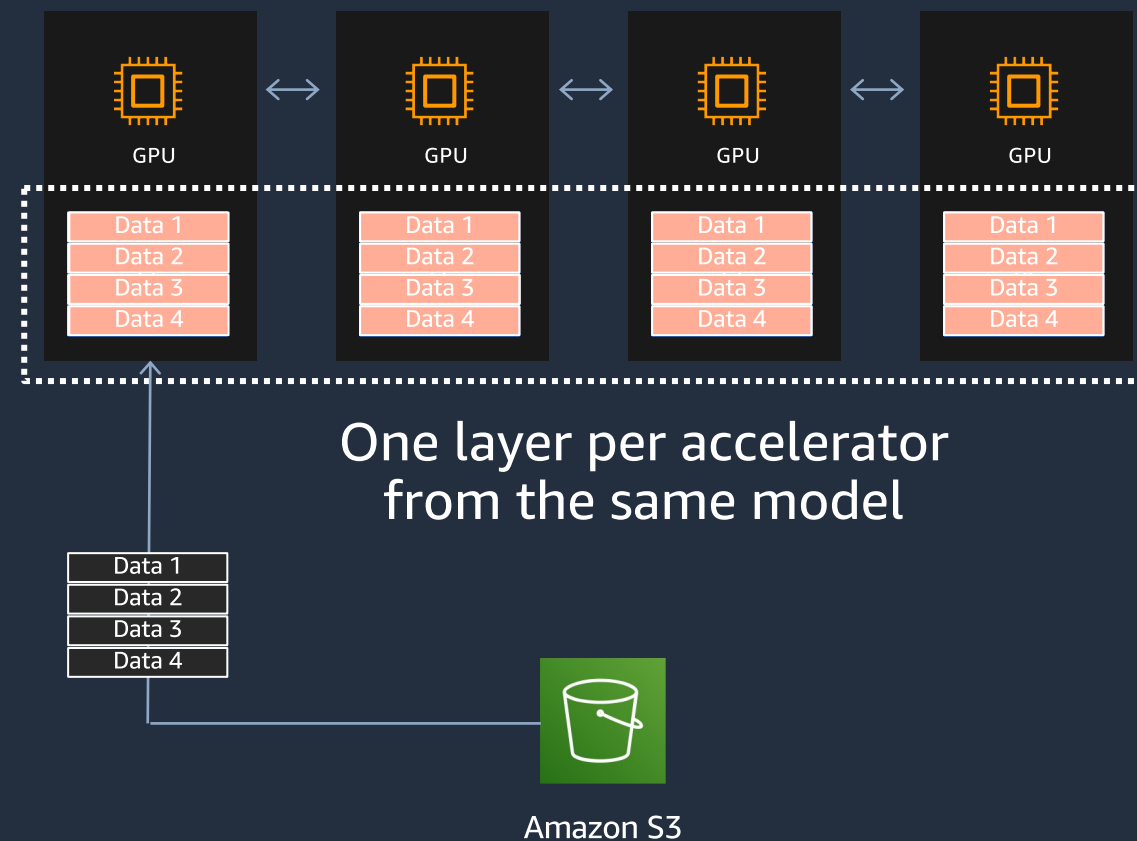 GPU
GPU
GPU
GPU
Data 1
Data 2
Data 3
Data 4
Data 1
Data 2
Data 3
Data 4
Data 1
Data 2
Data 3
Data 4
Data 1
Data 2
Data 3
Data 4
One layer per accelerator
from the same model
Data 1
Data 2
Data 3
Data 4
Amazon S3